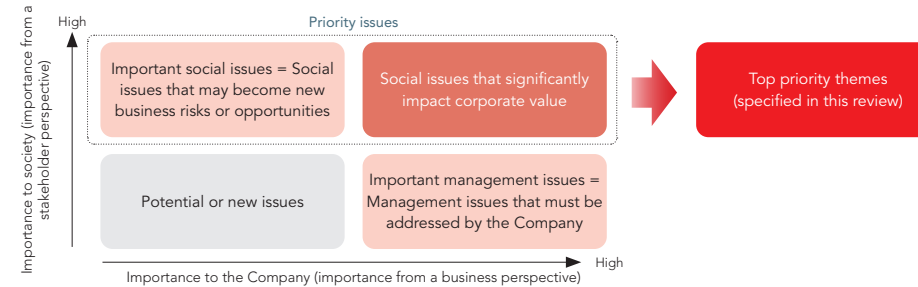 High
Priority issues
Importance to society (importance from a
stakeholder perspective)
Important social issues = Social
issues that may become new
business risks or opportunities
Social issues that significantly
impact corporate value
Top priority themes
(specified in this review)
Potential or new issues
Important management issues =
Management issues that must be
addressed by the Company
High
Importance to the Company (importance from a business perspective)